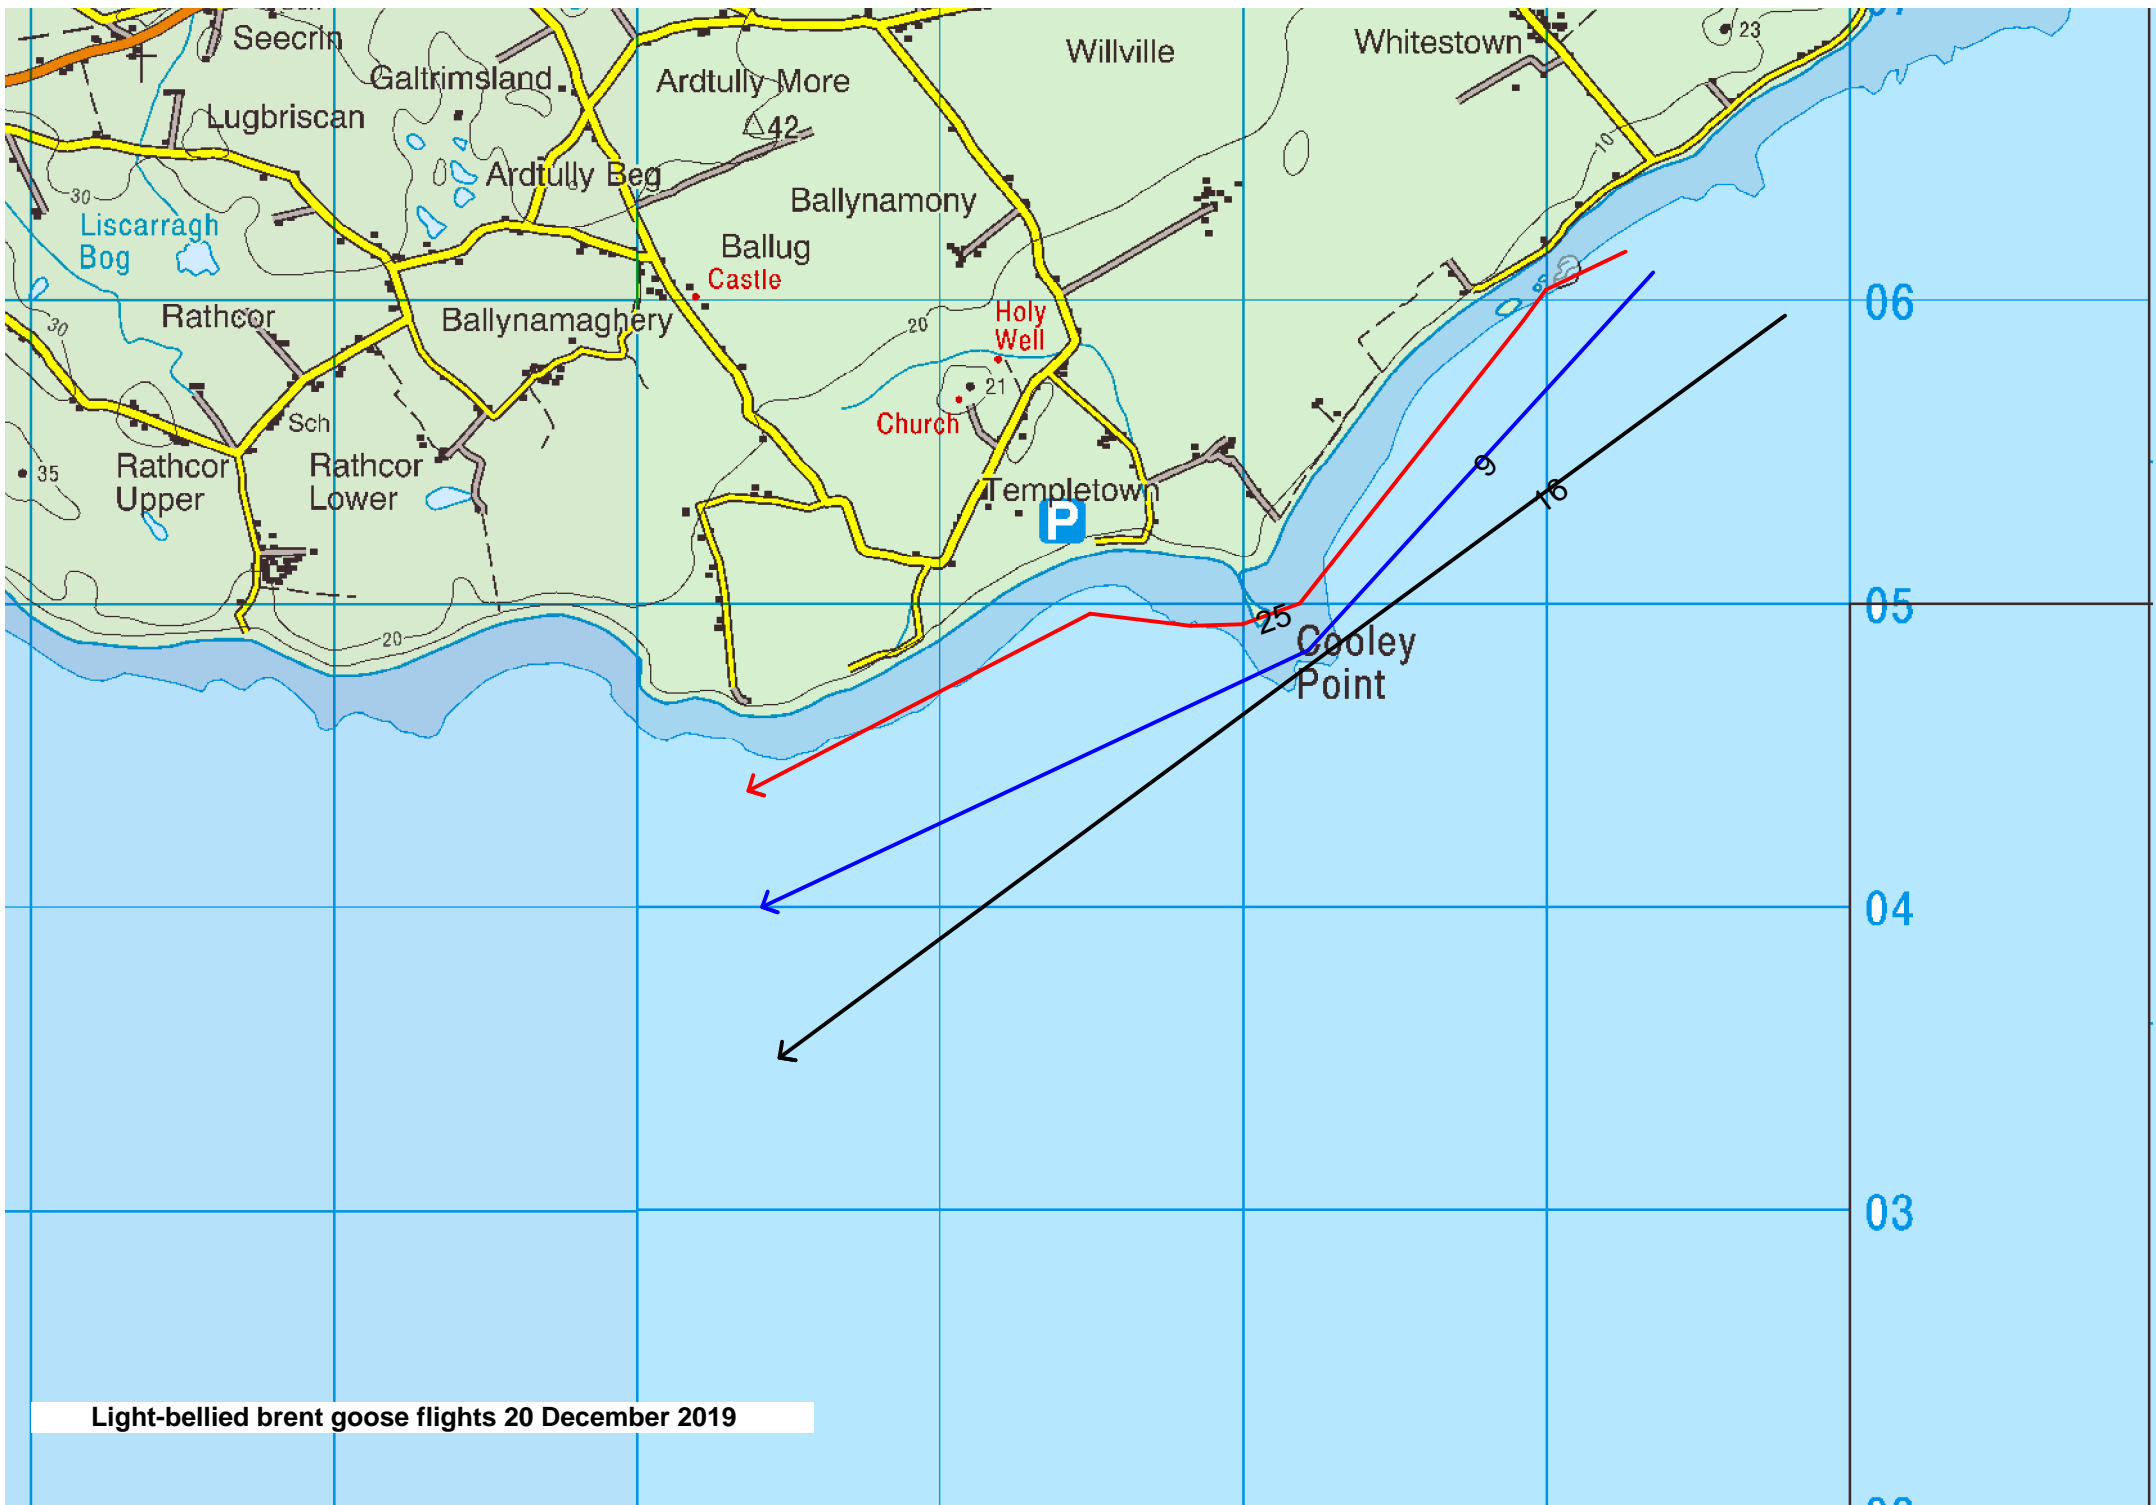 Seecrin
Willville
Whitestown
23
Galtrimsland
Ardtully More
Lugbriscan
42
10
Ardtully Beg
30
Ballynamony
Liscarragh
Bog
Ballug
Castle
06
Rathcor
Ballynamaghery
Holy
Well
20
30
21
Church
Sch
Rathcor
Upper
Rathcor
Lower
35
9
16
Templetown
P
05
25
20
Cooley
Point
04
03
Light-bellied brent goose flights 20 December 2019